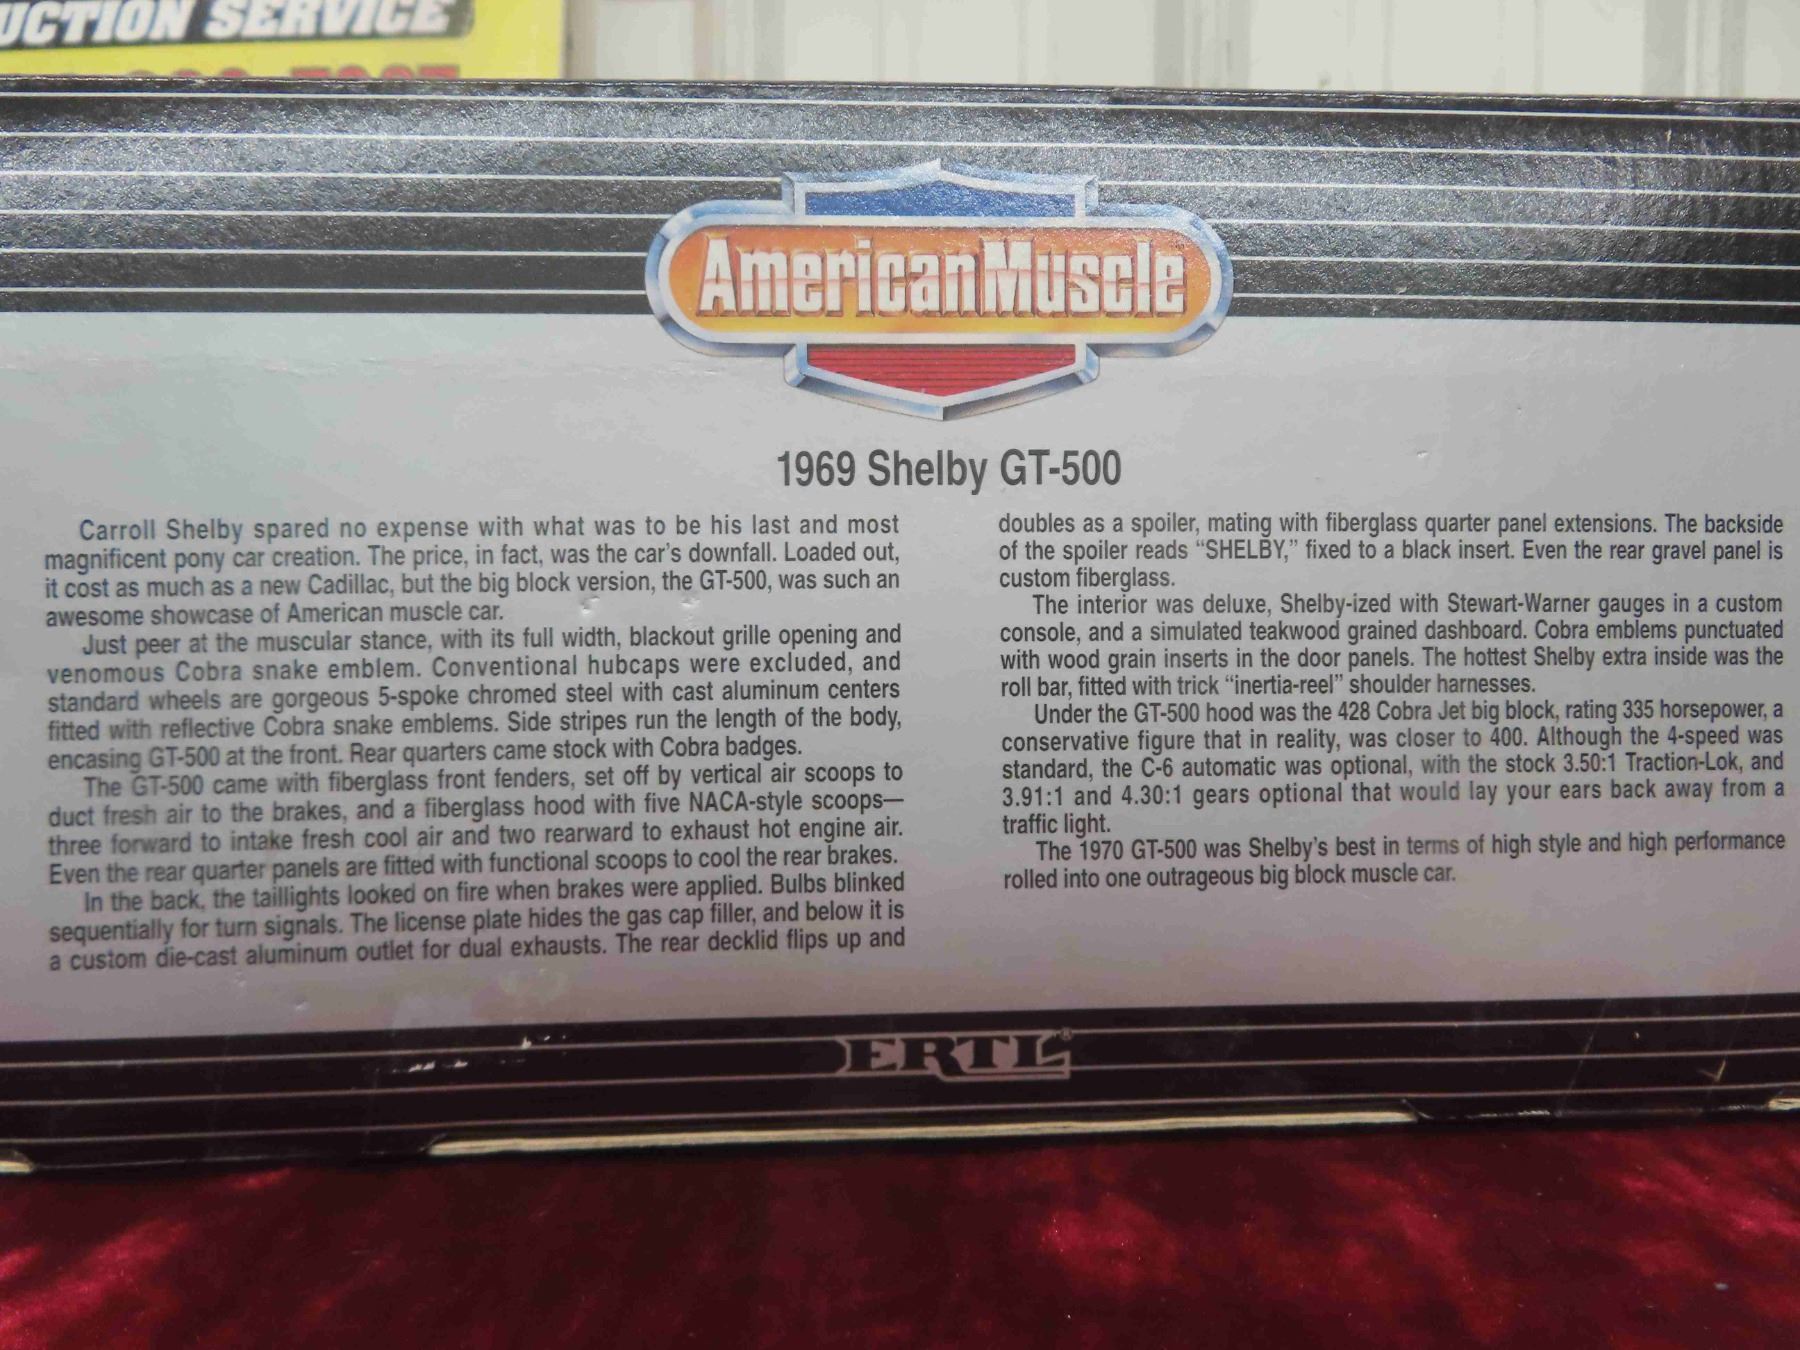 UCTION SERVICE
AmericanMuscle
1969 Shelby GT-500
Carroll Shelby spared no expense with what was to be his last and most
magnificent pony car creation. The price, in fact, was the car's downfall. Loaded out,
it cost as much as a new Cadillac, but the big block version, the GT-500, was such an
awesome showcase of American muscle car.
Just peer at the muscular stance, with its full width, blackout grille opening and
venomous Cobra snake emblem. Conventional hubcaps were excluded, and
standard wheels are gorgeous 5-spoke chromed steel with cast aluminum centers
fitted with reflective Cobra snake emblems. Side stripes run the length of the body,
encasing GT-500 at the front. Rear quarters came stock with Cobra badges.
The GT-500 came with fiberglass front fenders, set off by vertical air scoops to
duct fresh air to the brakes, and a fiberglass hood with five NACA-style scoops—
three forward to intake fresh cool air and two rearward to exhaust hot engine air.
Even the rear quarter panels are fitted with functional scoops to cool the rear brakes.
In the back, the taillights looked on fire when brakes were applied. Bulbs blinked
sequentially for turn signals. The license plate hides the gas cap filler, and below it is
a custom die-cast aluminum outlet for dual exhausts. The rear decklid flips up and
doubles as a spoiler, mating with fiberglass quarter panel extensions. The backside
of the spoiler reads “SHELBY,” fixed to a black insert. Even the rear gravel panel is
custom fiberglass.
The interior was deluxe, Shelby-ized with Stewart-Warner gauges in a custom
console, and a simulated teakwood grained dashboard. Cobra emblems punctuated
with wood grain inserts in the door panels. The hottest Shelby extra inside was the
roll bar, fitted with trick “inertia-reel” shoulder harnesses.
Under the GT-500 hood was the 428 Cobra Jet big block, rating 335 horsepower, a
conservative figure that in reality, was closer to 400. Although the 4-speed was
standard, the C-6 automatic was optional, with the stock 3.50:1 Traction-Lok, and
3.91:1 and 4.30:1 gears optional that would lay your ears back away from a
traffic light.
The 1970 GT-500 was Shelby's best in terms of high style and high performance
rolled into one outrageous big block muscle car.
ERTL®